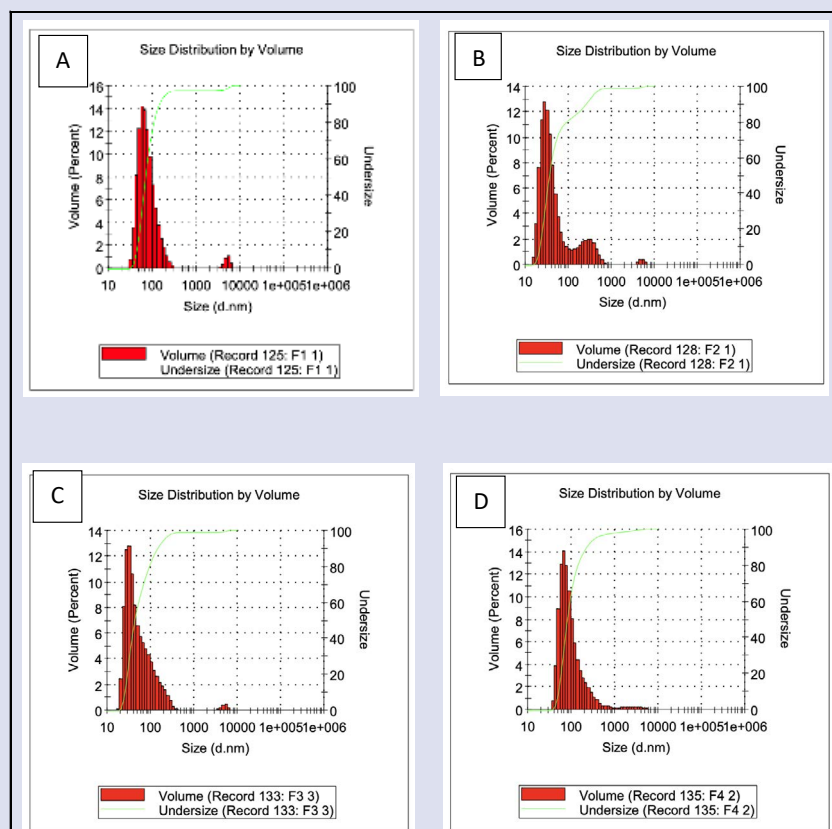 A
Size Distribution by Volume
16
14
12
10
8
6
4
2
0
100
80
60
40
20
0
Volume (Percent)
Undersize
10 100 1000 10000 1e+0051e+006
Size (d.nm)
Volume (Record 125: F1 1)
Undersize (Record 125: F1 1)
B
Size Distribution by Volume
14
12
10
8
6
4
2
0
100
80
60
40
20
0
Volume (Percent)
Undersize
10 100 1000 10000 1e+0051e+006
Size (d.nm)
Volume (Record 128: F2 1)
Undersize (Record 128: F2 1)
C
Size Distribution by Volume
14
12
10
8
6
4
2
0
100
80
60
40
20
0
Volume (Percent)
Undersize
10 100 1000 10000 1e+0051e+006
Size (d.nm)
Volume (Record 133: F3 3)
Undersize (Record 133: F3 3)
D
Size Distribution by Volume
16
14
12
10
8
6
4
2
0
100
80
60
40
20
0
Volume (Percent)
Undersize
10 100 1000 10000 1e+0051e+006
Size (d.nm)
Volume (Record 135: F4 2)
Undersize (Record 135: F4 2)